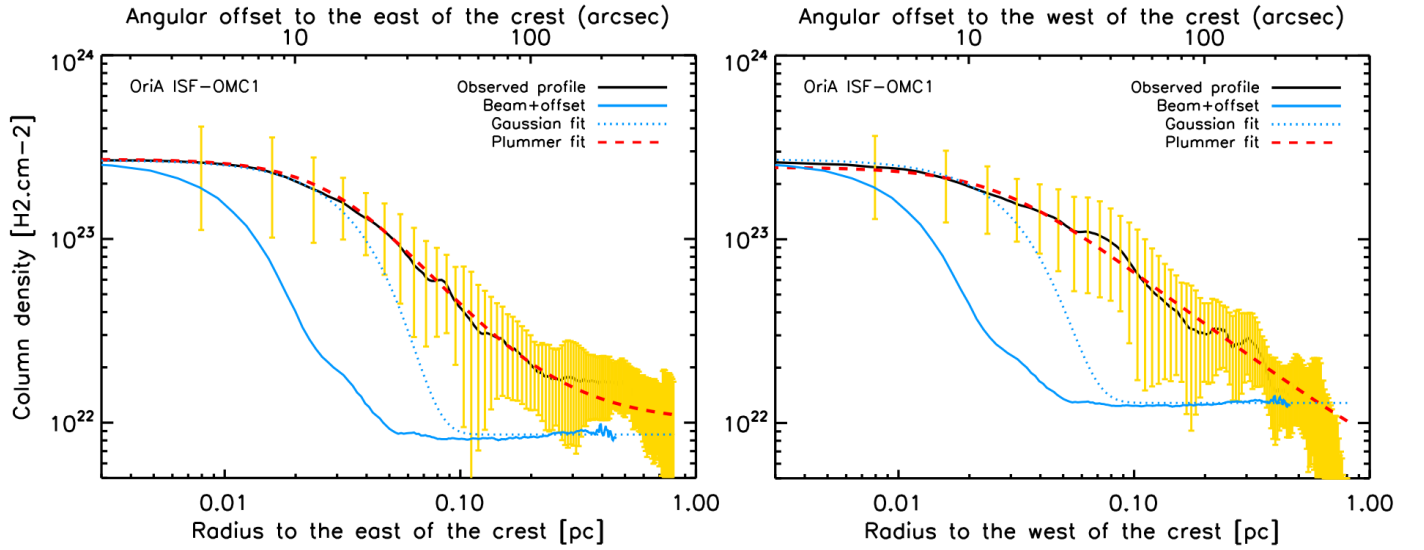 Angular offset to the east of the crest (arcsec)
10 100
10^24
OriA ISF-OMC1
Observed profile
Beam+offset
Gaussian fit
Plummer fit
Column density [H2.cm-2]
10^23
10^22
0.01 0.10 1.00
Radius to the east of the crest [pc]
Angular offset to the west of the crest (arcsec)
10 100
10^24
OriA ISF-OMC1
Observed profile
Beam+offset
Gaussian fit
Plummer fit
10^23
10^22
0.01 0.10 1.00
Radius to the west of the crest [pc]